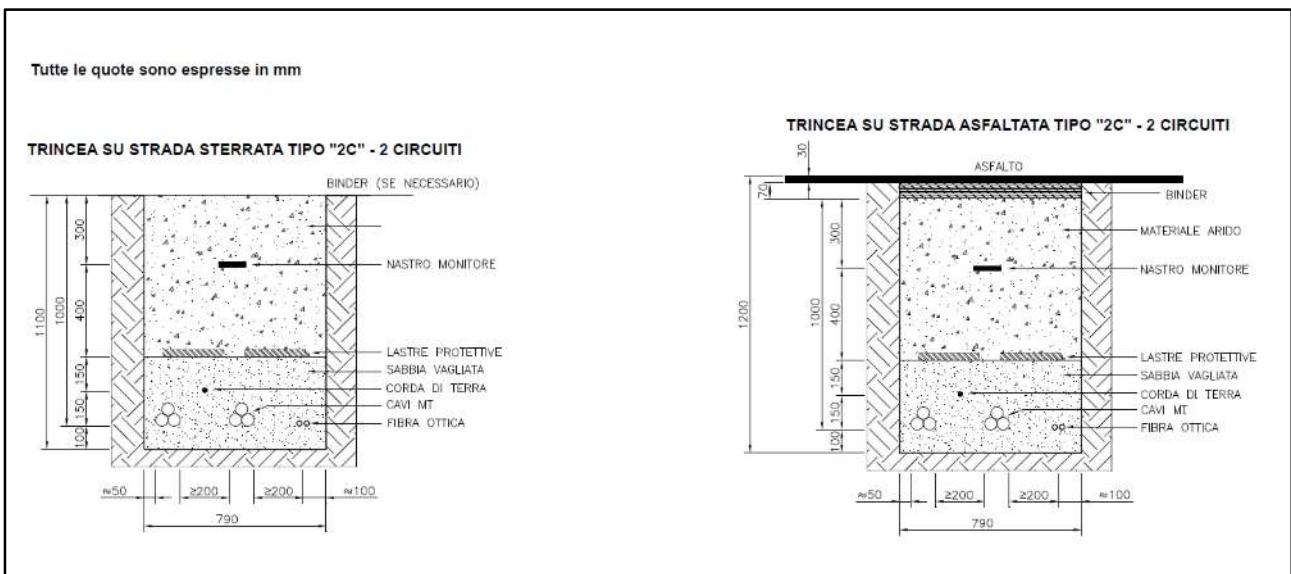 Tutte le quote sono espresse in mm
TRINCEA SU STRADA STERRATA TIPO "2C" - 2 CIRCUITI
BINDER (SE NECESSARIO)
300
NASTRO MONITORE
400
1000
1100
LASTRE PROTETTIVE
150
SABBIA VAGLIATA
CORDA DI TERRA
150
CAVI MT
100
FIBRA OTTICA
≈50
≥200
≥200
≈100
790
TRINCEA SU STRADA ASFALTATA TIPO "2C" - 2 CIRCUITI
30
ASFALTO
70
BINDER
300
MATERIALE ARIDO
NASTRO MONITORE
400
1000
1200
LASTRE PROTETTIVE
150
SABBIA VAGLIATA
CORDA DI TERRA
150
CAVI MT
100
FIBRA OTTICA
≈50
≥200
≥200
≈100
790